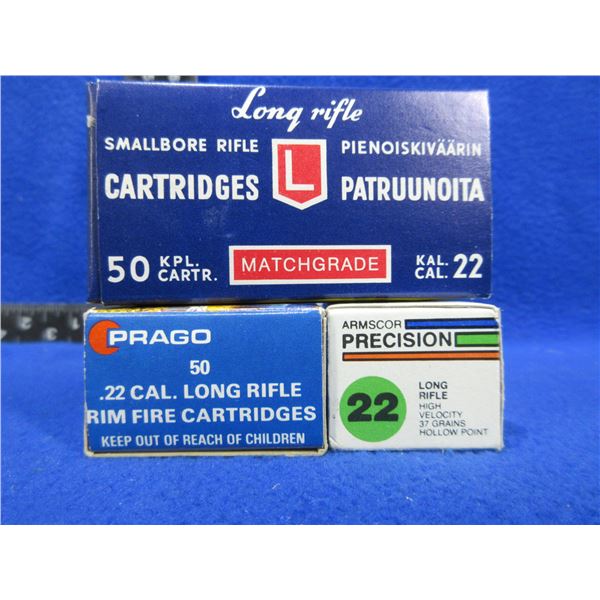 Long rifle
SMALLBORE RIFLE L PIENOISKIVÄÄRIN
CARTRIDGES PATRUUNOITA
50 KPL. CARTR. MATCHGRADE KAL. CAL. 22
PRAGO
50
.22 CAL. LONG RIFLE
RIM FIRE CARTRIDGES
KEEP OUT OF REACH OF CHILDREN
ARMSCOR
PRECISION
22
LONG
RIFLE
HIGH
VELOCITY
37 GRAINS
HOLLOW POINT